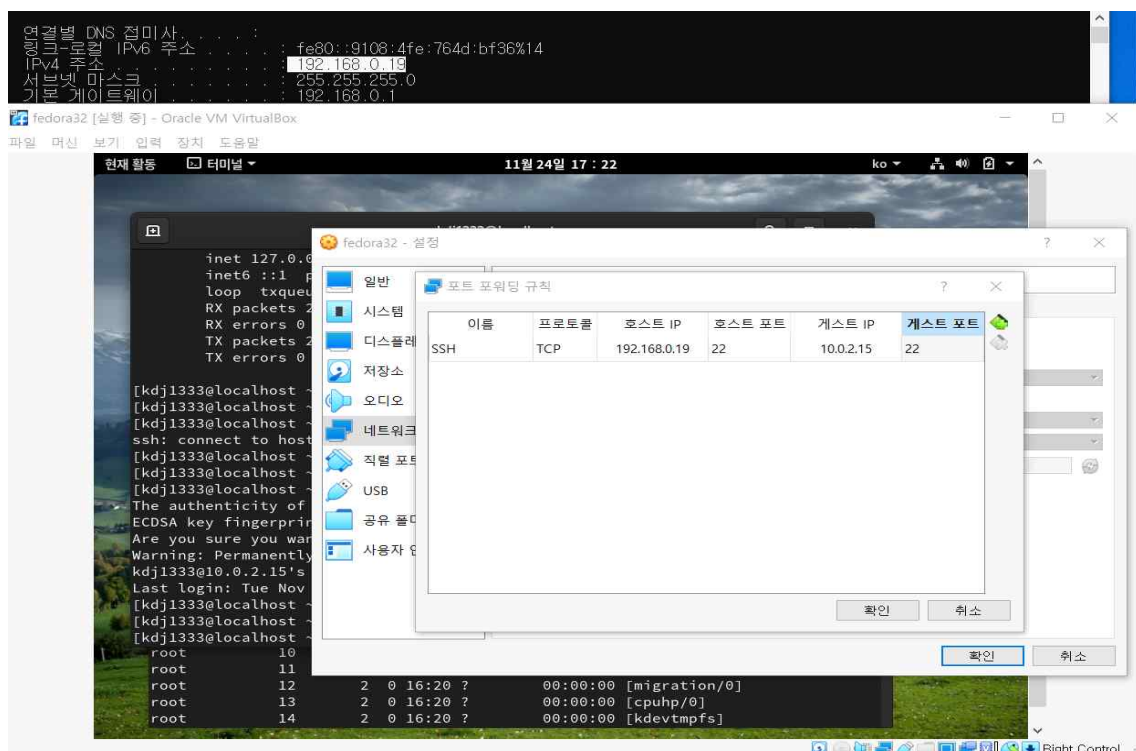 연결별 DNS 접미사. . . . :
링크-로컬 IPv6 주소 . . . . : fe80::9108:4fe:764d:bf36%14
IPv4 주소 . . . . . . . . . : 192.168.0.19
서브넷 마스크 . . . . . . . : 255.255.255.0
기본 게이트웨이 . . . . . . : 192.168.0.1
fedora32 [실행 중] - Oracle VM VirtualBox
파일 머신 보기 입력 장치 도움말
현재 활동 터미널 11월 24일 17 : 22 ko
inet 127.0.0
inet6 ::1
loop txqueu
RX packets 2
RX errors 0
TX packets 2
TX errors 0
[kdj1333@localhost ~
[kdj1333@localhost ~
[kdj1333@localhost ~
ssh: connect to host
[kdj1333@localhost ~
[kdj1333@localhost ~
[kdj1333@localhost ~
The authenticity of
ECDSA key fingerprin
Are you sure you wan
Warning: Permanently
kdj1333@10.0.2.15's
Last login: Tue Nov
[kdj1333@localhost ~
[kdj1333@localhost ~
[kdj1333@localhost ~
root 10
root 11
root 12 2 0 16:20 ? 00:00:00 [migration/0]
root 13 2 0 16:20 ? 00:00:00 [cpuhp/0]
root 14 2 0 16:20 ? 00:00:00 [kdevtmpfs]
fedora32 - 설정 ? ×
일반
시스템
디스플레
저장소
오디오
네트워크
직렬 포트
USB
공유 폴더
사용자 인
포트 포워딩 규칙 ? ×
이름 프로토콜 호스트 IP 호스트 포트 게스트 IP 게스트 포트
SSH TCP 192.168.0.19 22 10.0.2.15 22
확인 취소
확인 취소
Right Control